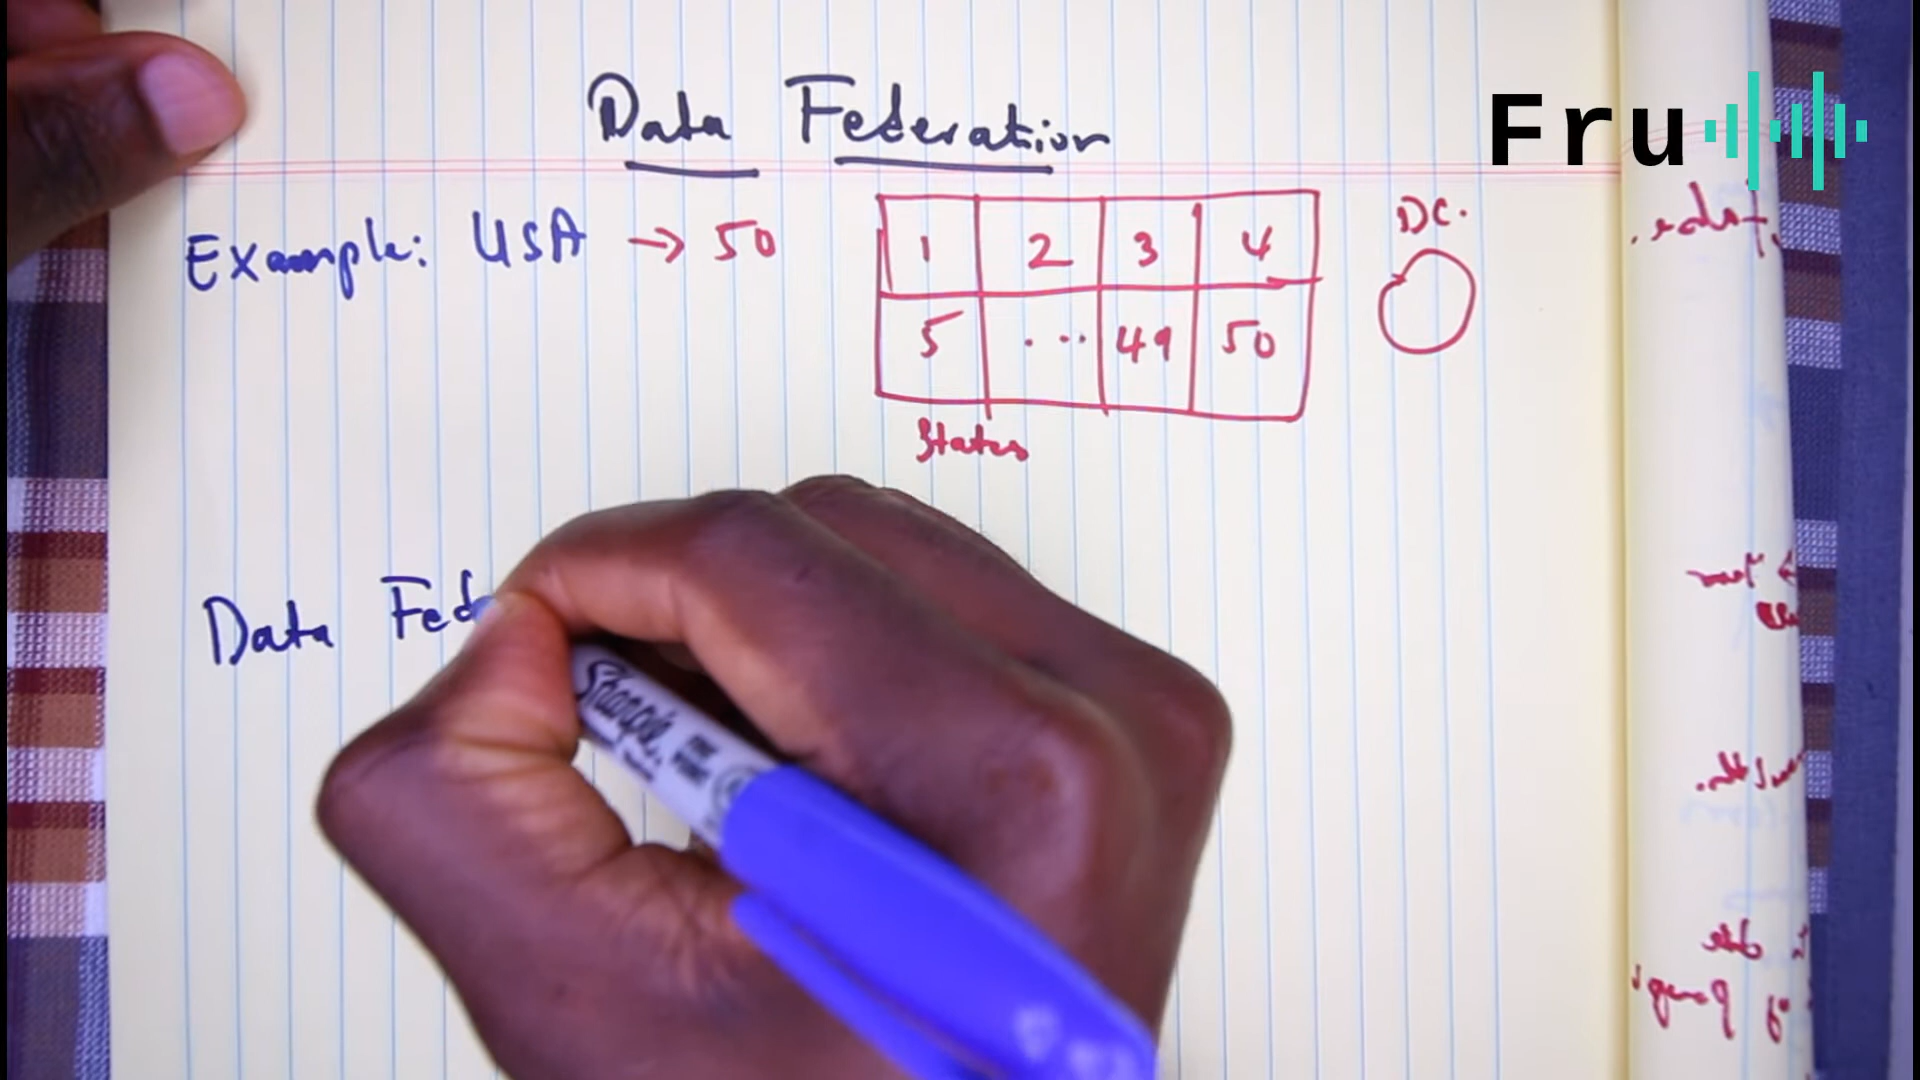 Data Federation
Fru
Example: USA → 50
1 2 3 4
5 ... 49 50
DC.
States
Data Fed
Sharpie